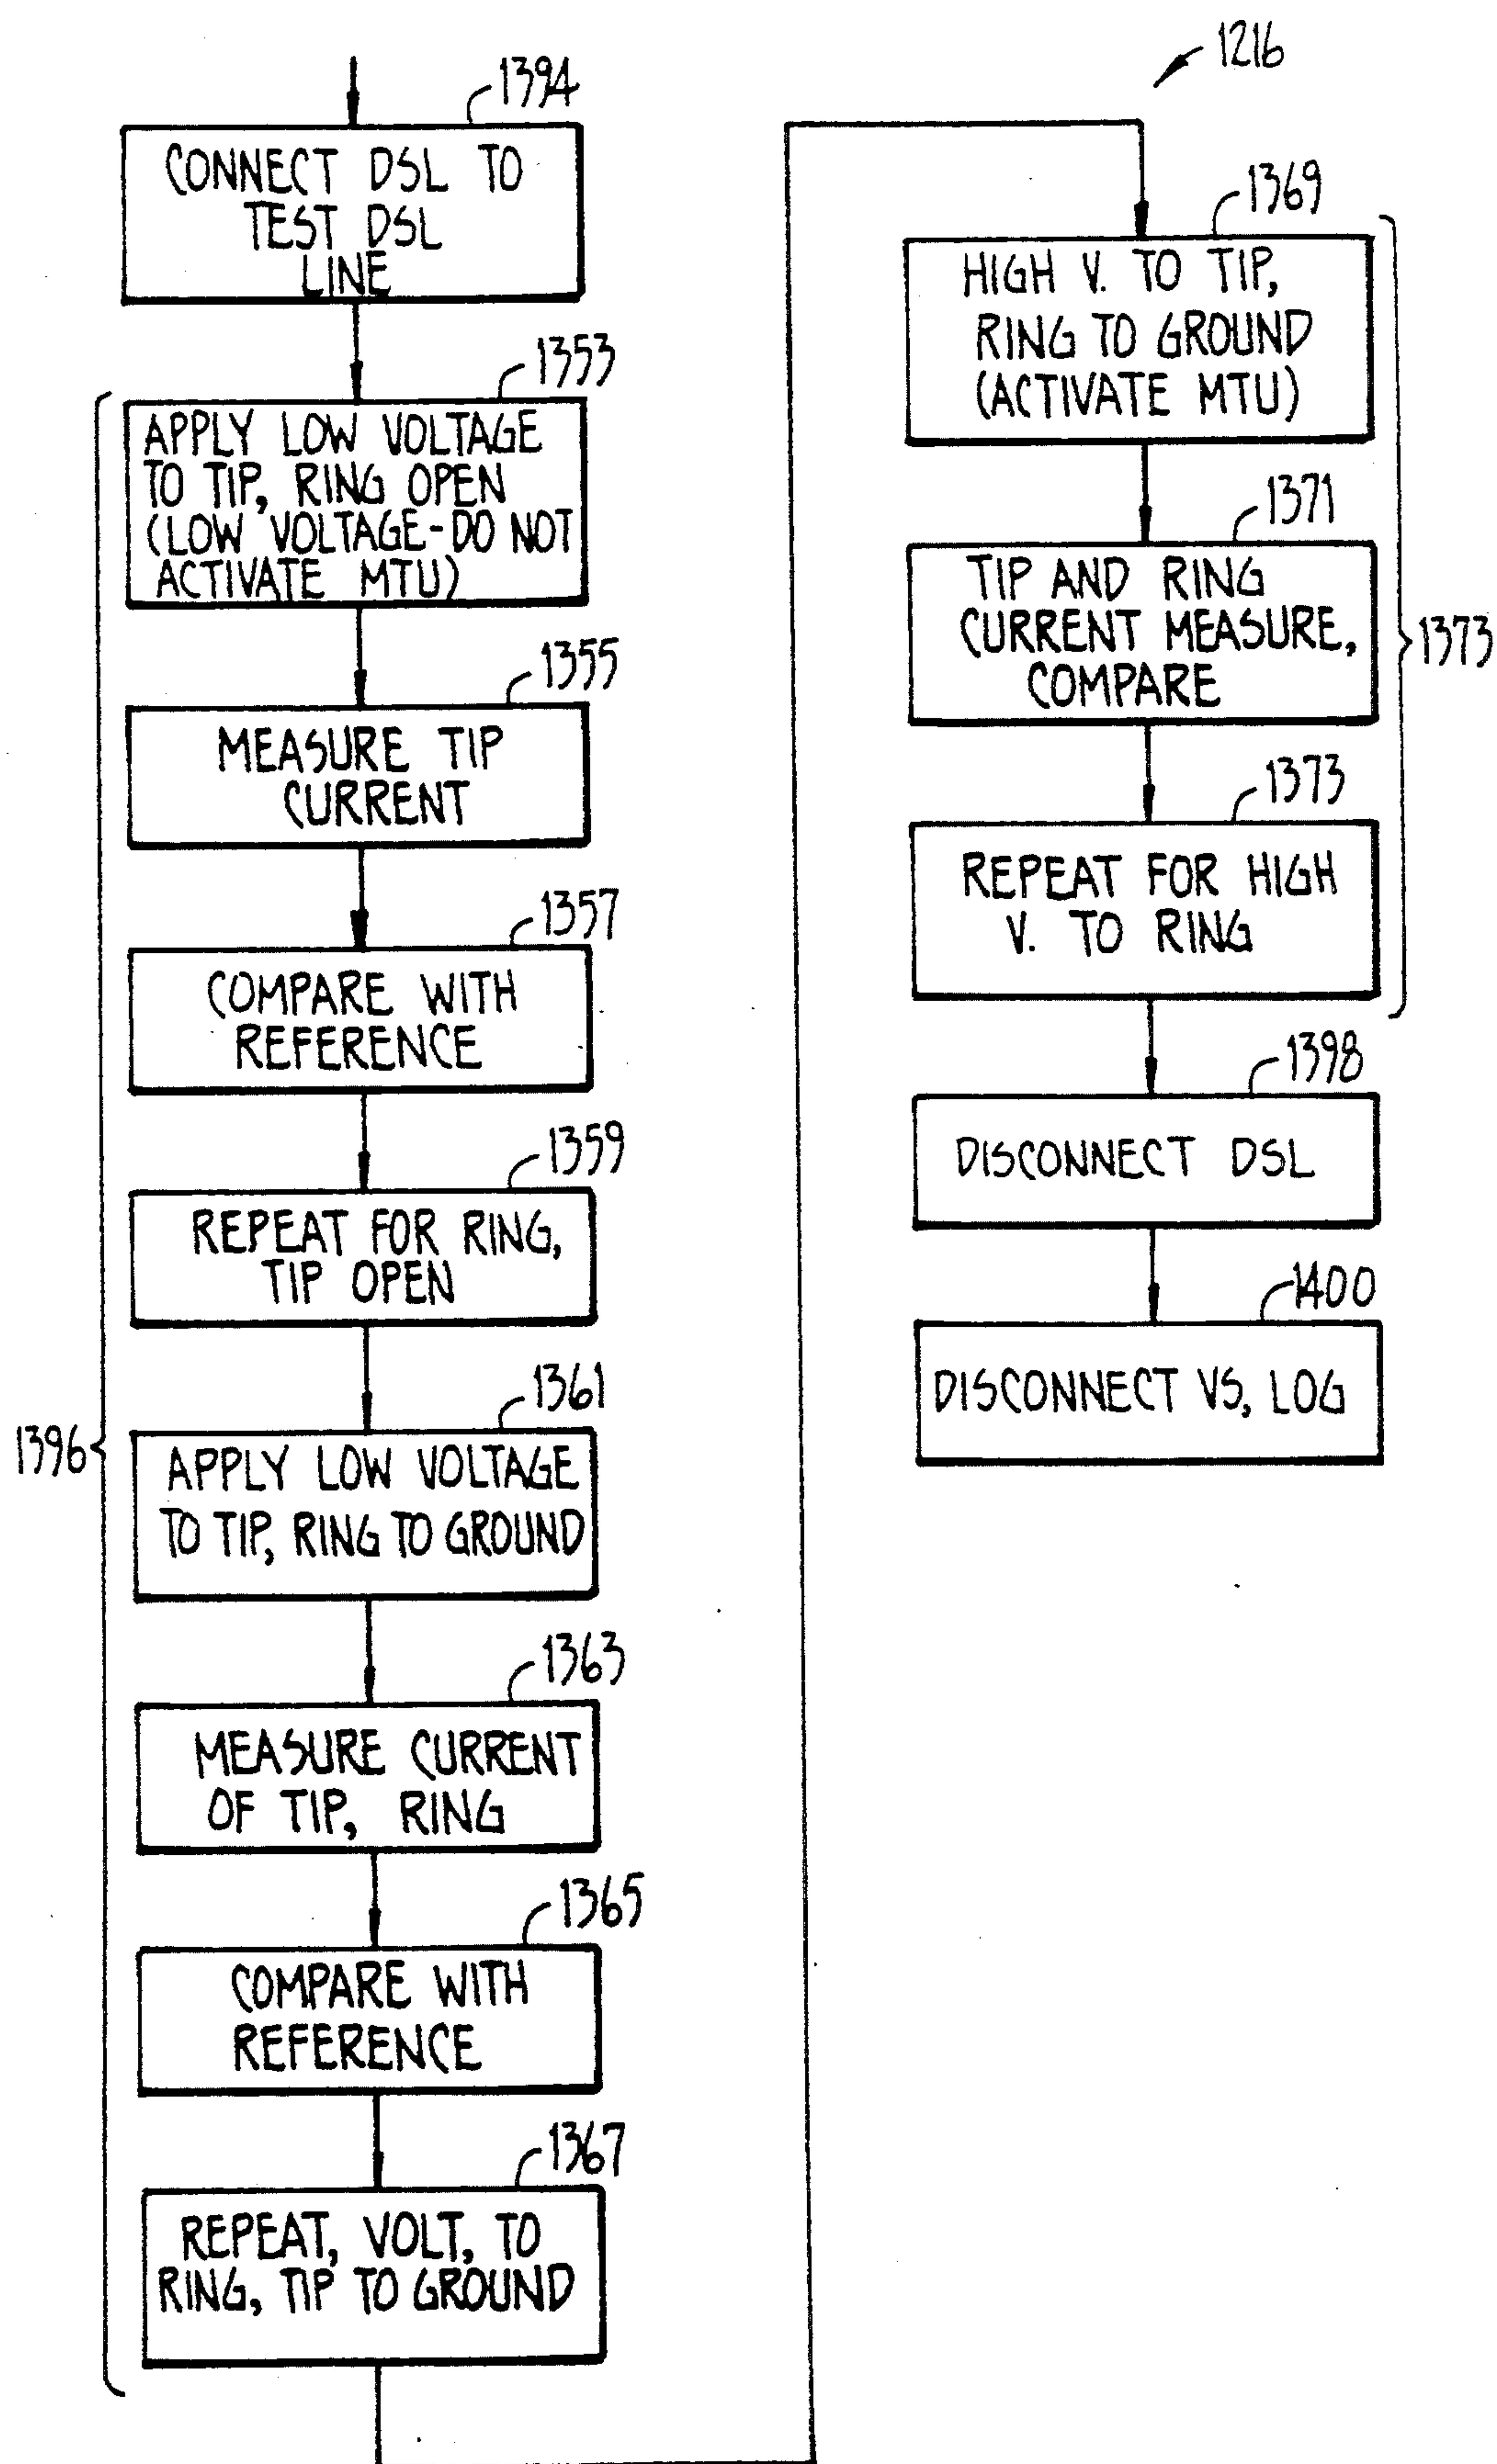 1394
CONNECT DSL TO
TEST DSL
LINE
1353
APPLY LOW VOLTAGE
TO TIP, RING OPEN
(LOW VOLTAGE-DO NOT
ACTIVATE MTU)
1355
MEASURE TIP
CURRENT
1357
COMPARE WITH
REFERENCE
1359
REPEAT FOR RING,
TIP OPEN
1396
1361
APPLY LOW VOLTAGE
TO TIP, RING TO GROUND
1363
MEASURE CURRENT
OF TIP, RING
1365
COMPARE WITH
REFERENCE
1367
REPEAT, VOLT, TO
RING, TIP TO GROUND
1216
1369
HIGH V. TO TIP,
RING TO GROUND
(ACTIVATE MTU)
1371
TIP AND RING
CURRENT MEASURE,
COMPARE
1373
1373
REPEAT FOR HIGH
V. TO RING
1398
DISCONNECT DSL
1400
DISCONNECT VS, LOG